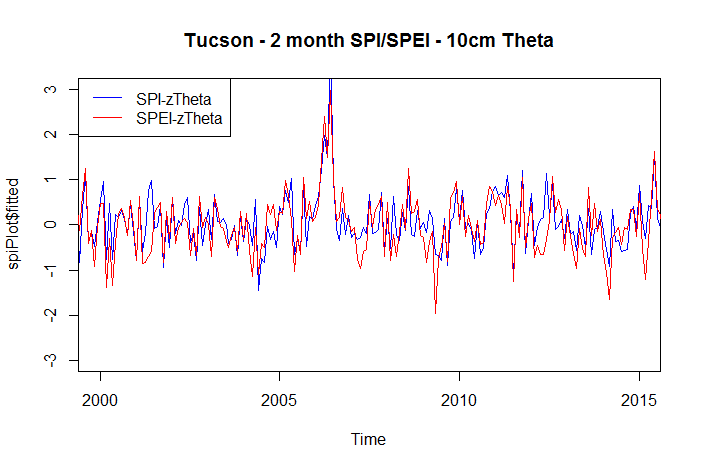 Tucson - 2 month SPI/SPEI - 10cm Theta
SPI-zTheta
SPEI-zTheta
3
2
1
0
-1
-2
-3
spiPlot$fitted
2000 2005 2010 2015
Time